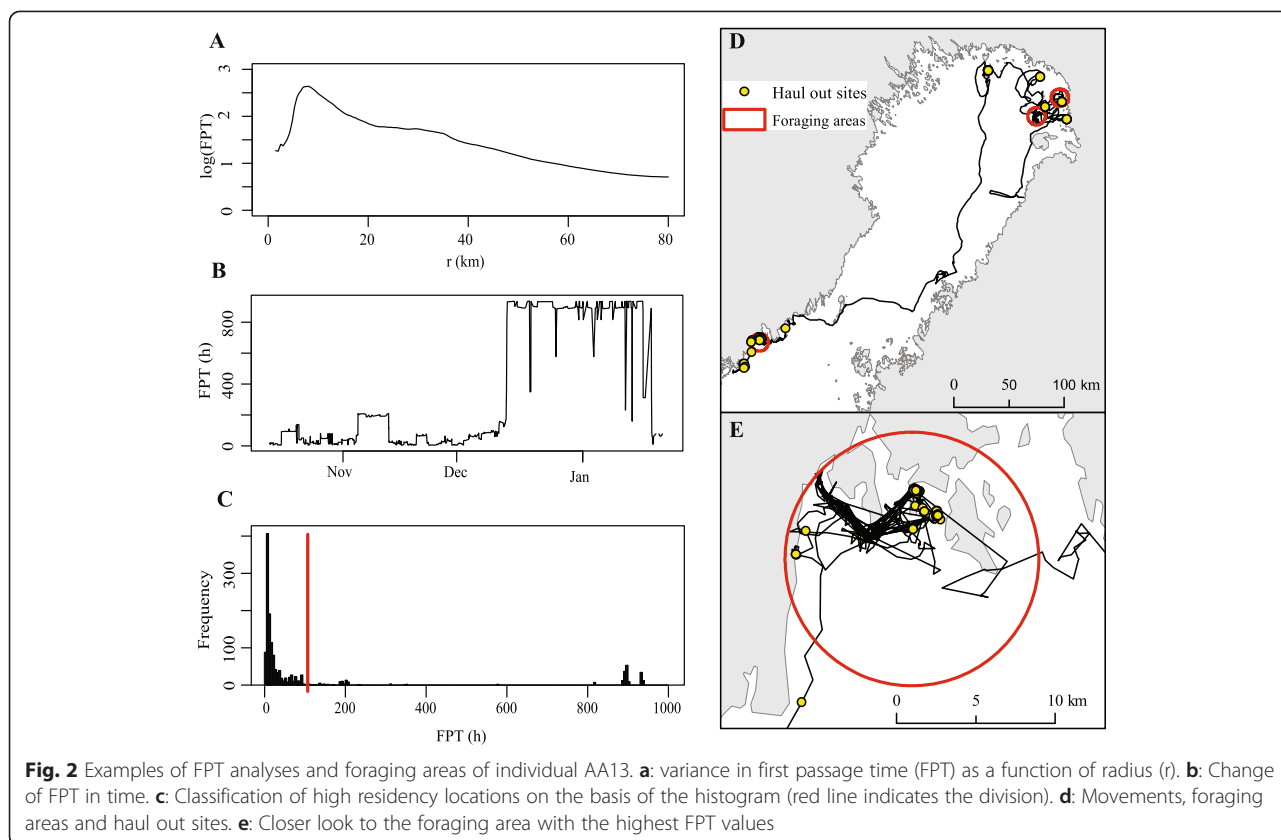 A
log(FPT)
3
2
1
0
0 20 40 60 80
r (km)
B
FPT (h)
800
400
0
Nov Dec Jan
C
Frequency
300
100
0
0 200 400 600 800 1000
FPT (h)
D
Haul out sites
Foraging areas
0 50 100 km
E
0 5 10 km
Fig. 2 Examples of FPT analyses and foraging areas of individual AA13. a: variance in first passage time (FPT) as a function of radius (r). b: Change
of FPT in time. c: Classification of high residency locations on the basis of the histogram (red line indicates the division). d: Movements, foraging
areas and haul out sites. e: Closer look to the foraging area with the highest FPT values